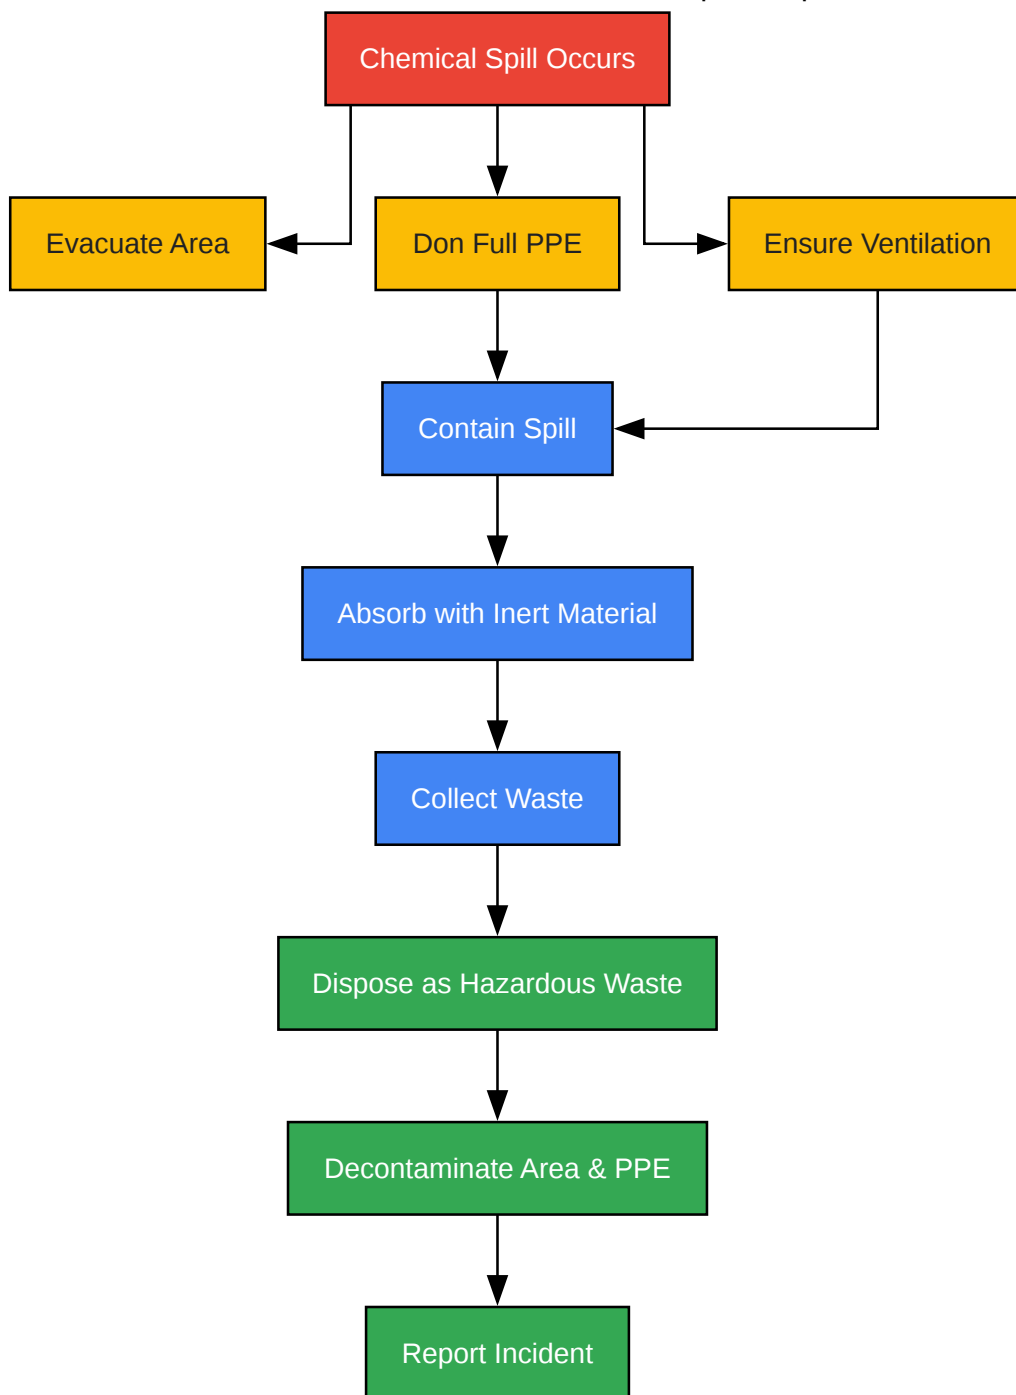 Chemical Spill Occurs
Evacuate Area
Don Full PPE
Ensure Ventilation
Contain Spill
Absorb with Inert Material
Collect Waste
Dispose as Hazardous Waste
Decontaminate Area & PPE
Report Incident